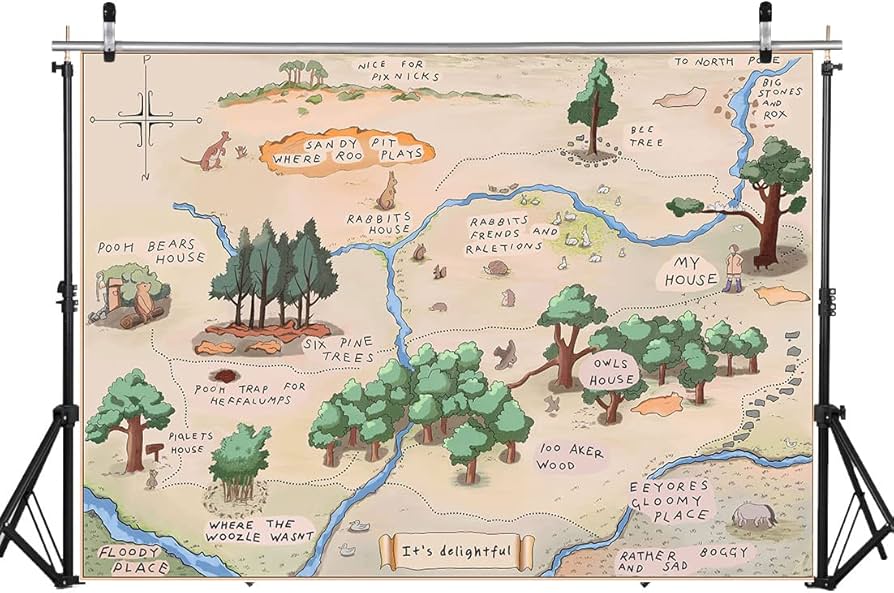 P
NICE FOR
PIXNICKS
TO NORTH POLE
BIG
STONES
AND
ROX
SANDY PIT
WHERE ROO PLAYS
BEE
TREE
RABBITS
HOUSE
RABBITS
FRENDS AND
RALETIONS
POOH BEARS
HOUSE
MY
HOUSE
SIX PINE
TREES
OWLS
HOUSE
POOH TRAP FOR
HEFFALUMPS
PIGLETS
HOUSE
100 AKER
WOOD
EEYORES
GLOOMY
PLACE
WHERE THE
WOOZLE WASNT
FLOODY
PLACE
It's delightful
RATHER BOGGY
AND SAD